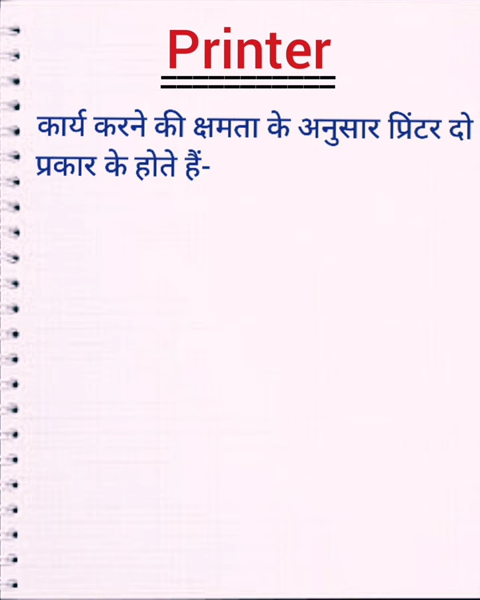 Printer
कार्य करने की क्षमता के अनुसार प्रिंटर दो
प्रकार के होते हैं-